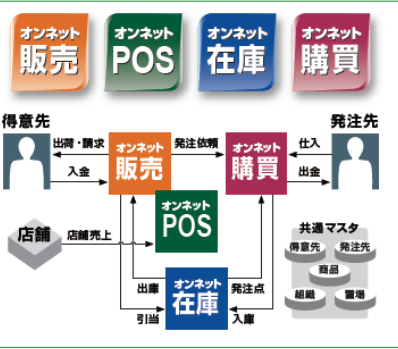 オンネット
販売
オンネット
POS
オンネット
在庫
オンネット
購買
得意先
発注先
出荷・請求
入金
オンネット
販売
発注依頼
オンネット
購買
仕入
出金
オンネット
POS
店舗
店舗売上
共通マスタ
得意先
発注先
商品
組織
置場
出庫
引当
オンネット
在庫
発注点
入庫